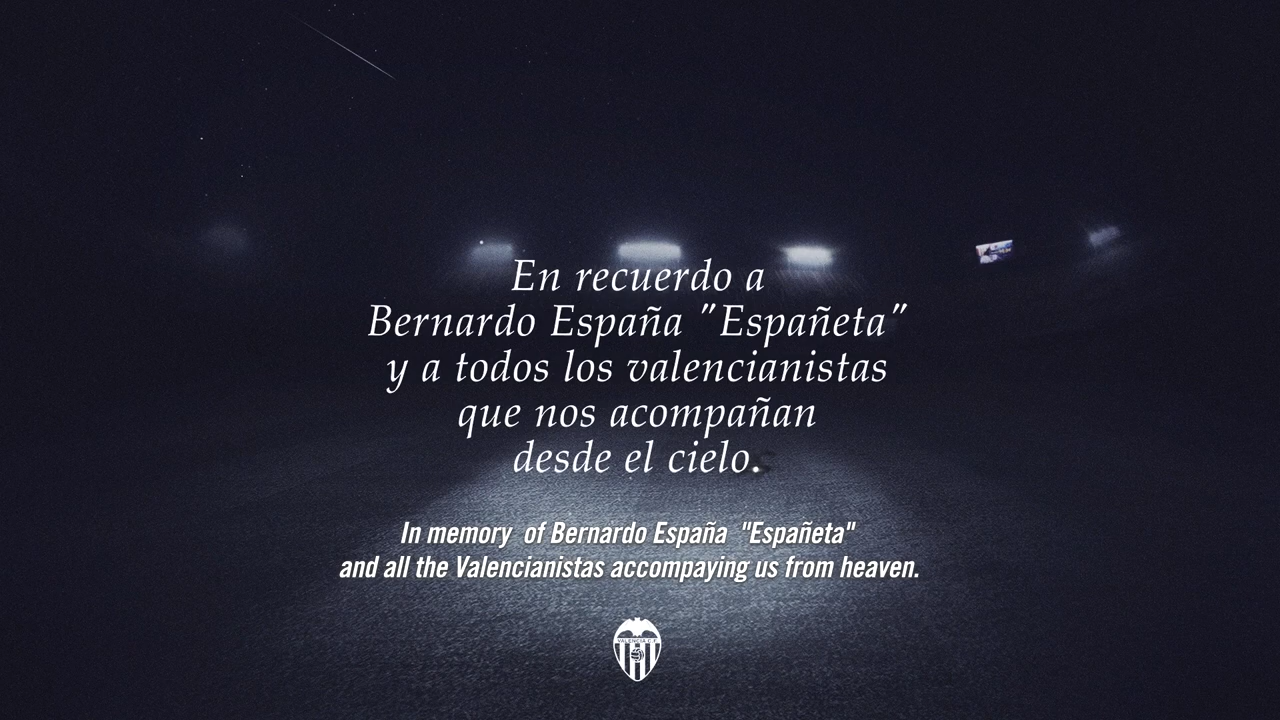 En recuerdo a
Bernardo España "Españeta"
y a todos los valencianistas
que nos acompañan
desde el cielo.
In memory of Bernardo España "Españeta"
and all the Valencianistas accompaying us from heaven.
VALENCIA C.F